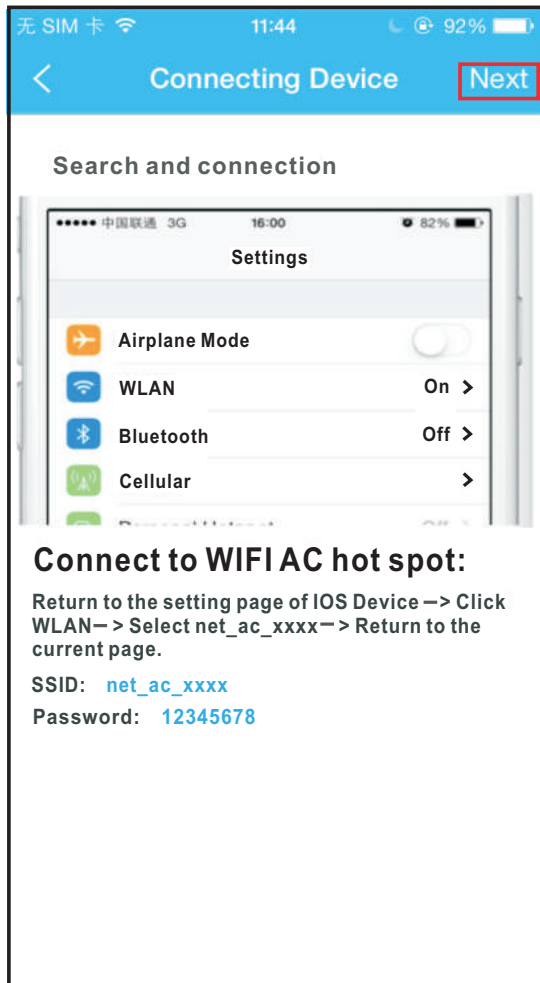 无 SIM 卡 11:44 92%
Connecting Device Next
Search and connection
中国联通 3G 16:00 82%
Settings
Airplane Mode
WLAN On >
Bluetooth Off >
Cellular >
Connect to WIFI AC hot spot:
Return to the setting page of IOS Device —> Click
WLAN— > Select net_ac_xxxx— > Return to the
current page.
SSID: net_ac_xxxx
Password: 12345678